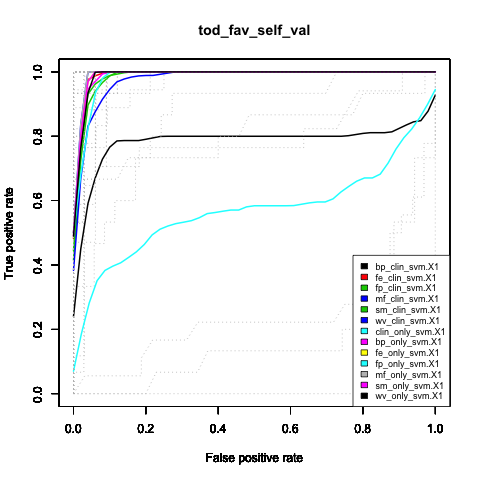 tod_fav_self_val
1.0
0.8
0.6
0.4
0.2
0.0
True positive rate
bp_clin_svm.X1
fe_clin_svm.X1
fp_clin_svm.X1
mf_clin_svm.X1
sm_clin_svm.X1
wv_clin_svm.X1
clin_only_svm.X1
bp_only_svm.X1
fe_only_svm.X1
fp_only_svm.X1
mf_only_svm.X1
sm_only_svm.X1
wv_only_svm.X1
0.0 0.2 0.4 0.6 0.8 1.0
False positive rate